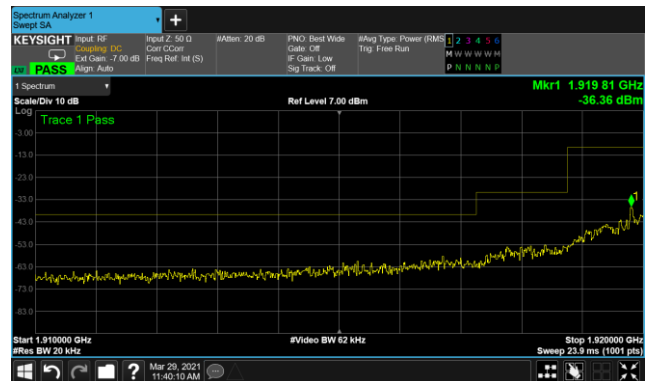 Spectrum Analyzer 1
Swept SA
+
KEYSIGHT Input: RF Input Z: 50 Ω #Atten: 20 dB PNO: Best Wide #Avg Type: Power (RMS 1 2 3 4 5 6
Coupling: DC Corr CCorr Gate: Off Trig: Free Run
Ext Gain: -7.00 dB Freq Ref: Int (S) IF Gain: Low M W W W W M
PASS Align: Auto Sig Track: Off P N N N N P
1 Spectrum Mkr1 1.919 81 GHz
Scale/Div 10 dB Ref Level 7.00 dBm -36.36 dBm
Log
Trace 1 Pass
-3.00
-13.0
-23.0
-33.0
1
-43.0
-53.0
-63.0
-73.0
-83.0
Start 1.910000 GHz #Video BW 62 kHz Stop 1.920000 GHz
#Res BW 20 kHz Sweep 23.9 ms (1001 pts)
? Mar 29, 2021
11:40:10 AM